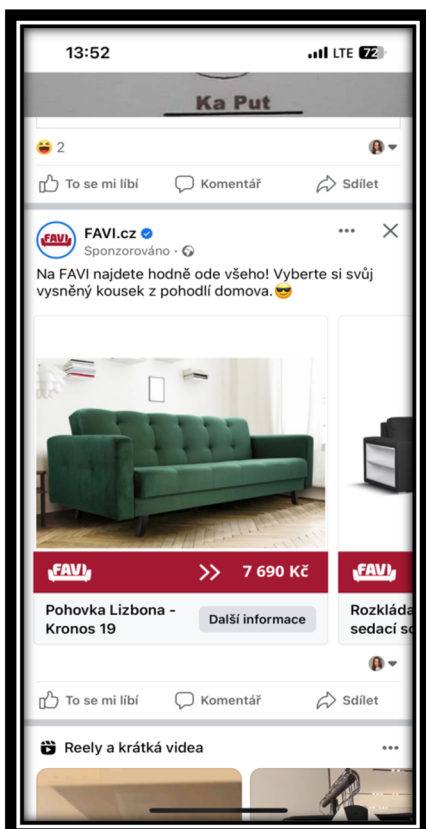 13:52
LTE 72
Ka Put
2
To se mi líbí
Komentář
Sdílet
FAVI.cz
Sponzorováno ·
Na FAVI najdete hodně ode všeho! Vyberte si svůj
vysněný kousek z pohodlí domova.😎
FAVI
7 690 Kč
FAVI
Pohovka Lizbona -
Kronos 19
Další informace
Rozkláda
sedací so
To se mi líbí
Komentář
Sdílet
Reely a krátká videa